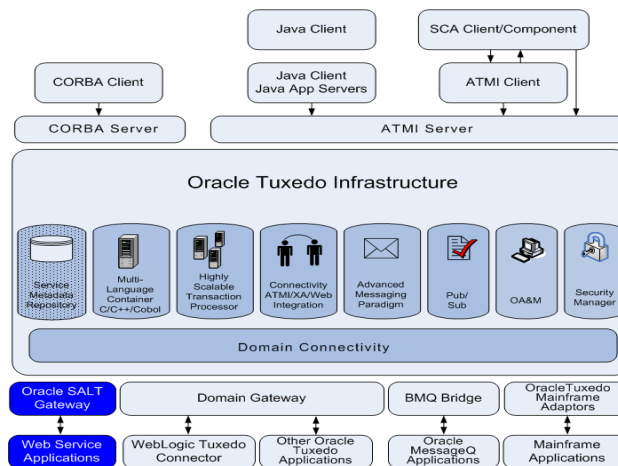 Java Client
SCA Client/Component
CORBA Client
Java Client
Java App Servers
ATMI Client
CORBA Server
ATMI Server
Oracle Tuxedo Infrastructure
Service
Metadata
Repository
Multi-
Language
Container
C/C++/Cobol
Highly
Scalable
Transaction
Processor
Connectivity
ATMI/XA/Web
Integration
Advanced
Messaging
Paradigm
Pub/
Sub
OA&M
Security
Manager
Domain Connectivity
Oracle SALT
Gateway
Domain Gateway
BMQ Bridge
OracleTuxedo
Mainframe
Adaptors
Web Service
Applications
WebLogic Tuxedo
Connector
Other Oracle
Tuxedo
Applications
Oracle
MessageQ
Applications
Mainframe
Applications